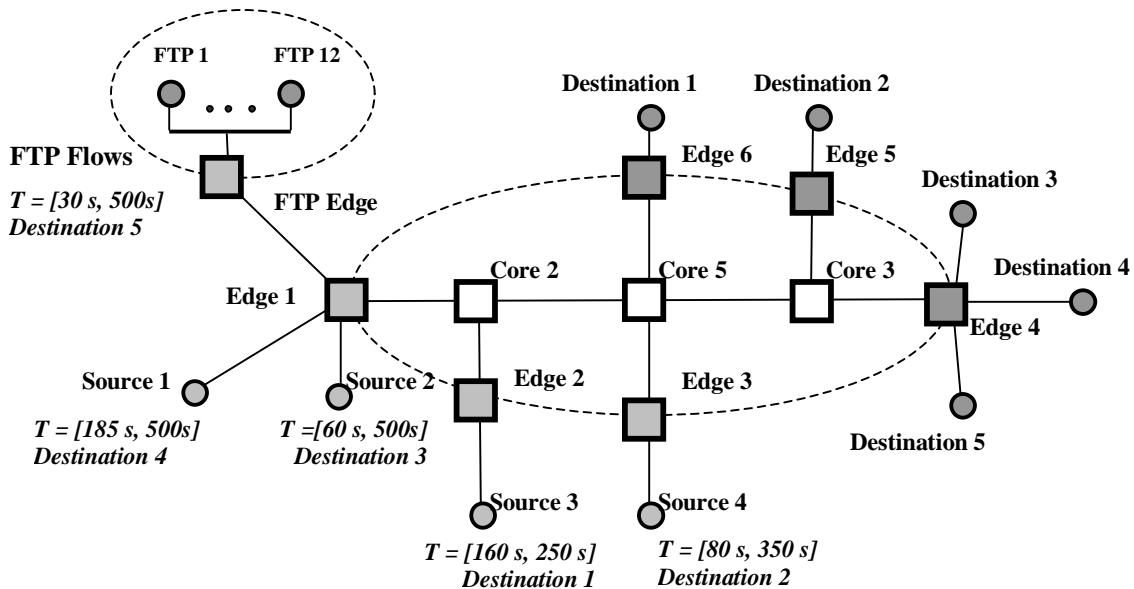 FTP 1
FTP 12
FTP Flows
T = [30 s, 500s]
Destination 5
FTP Edge
Destination 1
Destination 2
Edge 6
Edge 5
Destination 3
Core 2
Core 5
Core 3
Destination 4
Edge 1
Edge 4
Source 1
Source 2
Edge 2
Edge 3
T = [185 s, 500s]
Destination 4
T =[60 s, 500s]
Destination 3
Destination 5
Source 3
Source 4
T = [160 s, 250 s]
Destination 1
T = [80 s, 350 s]
Destination 2